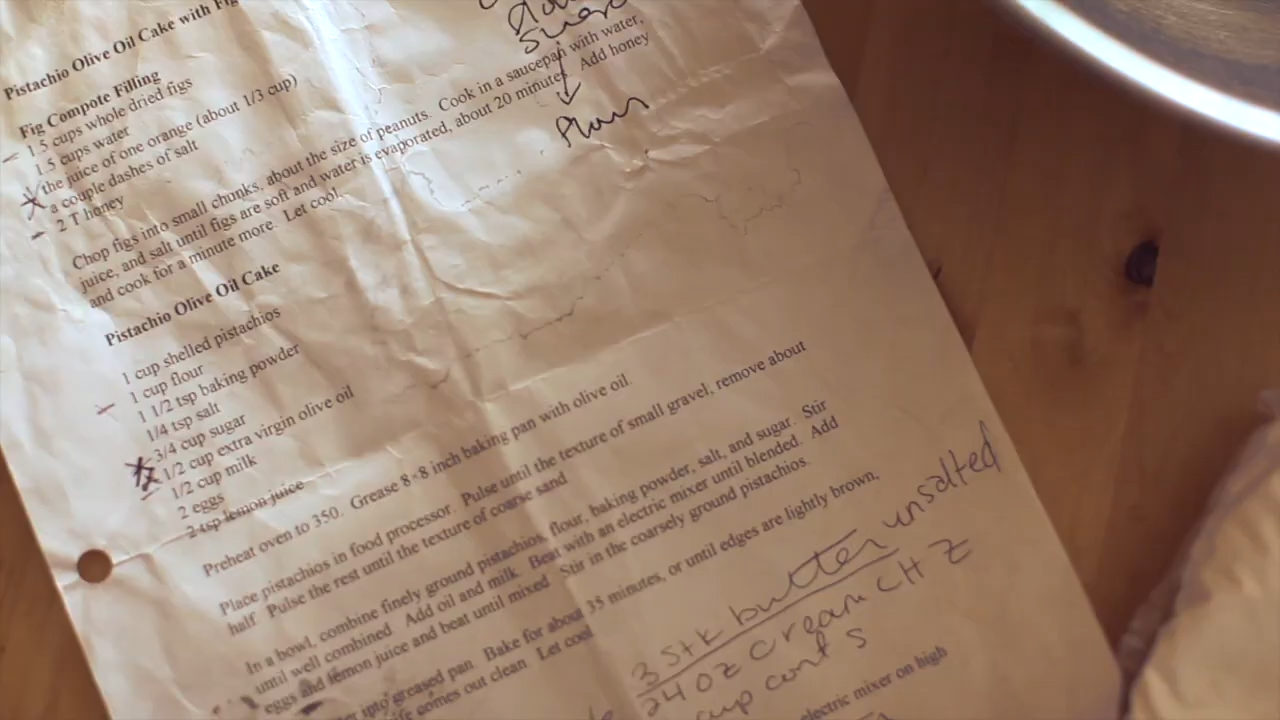 Pistachio Olive Oil Cake with Fig
Fig Compote Filling
1.5 cups whole dried figs
1.5 cups water
the juice of one orange (about 1/3 cup)
a couple dashes of salt
2 T honey
Chop figs into small chunks, about the size of peanuts. Cook in a saucepan with water,
juice, and salt until figs are soft and water is evaporated, about 20 minutes. Add honey
and cook for a minute more. Let cool.
Pistachio Olive Oil Cake
1 cup shelled pistachios
1 cup flour
1 1/2 tsp baking powder
1/4 tsp salt
3/4 cup sugar
1/2 cup extra virgin olive oil
1/2 cup milk
2 eggs
2 tsp lemon juice
Preheat oven to 350. Grease 8×8 inch baking pan with olive oil.
Place pistachios in food processor. Pulse until the texture of small gravel, remove about
half. Pulse the rest until the texture of coarse sand
In a bowl, combine finely ground pistachios, flour, baking powder, salt, and sugar. Stir
until well combined. Add oil and milk. Beat with an electric mixer until blended. Add
eggs and lemon juice and beat until mixed. Stir in the coarsely ground pistachios.
into greased pan. Bake for about 35 minutes, or until edges are lightly brown,
comes out clean. Let cool
3 stk butter unsalted
24 oz cream CHZ
cup conf S
electric mixer on high